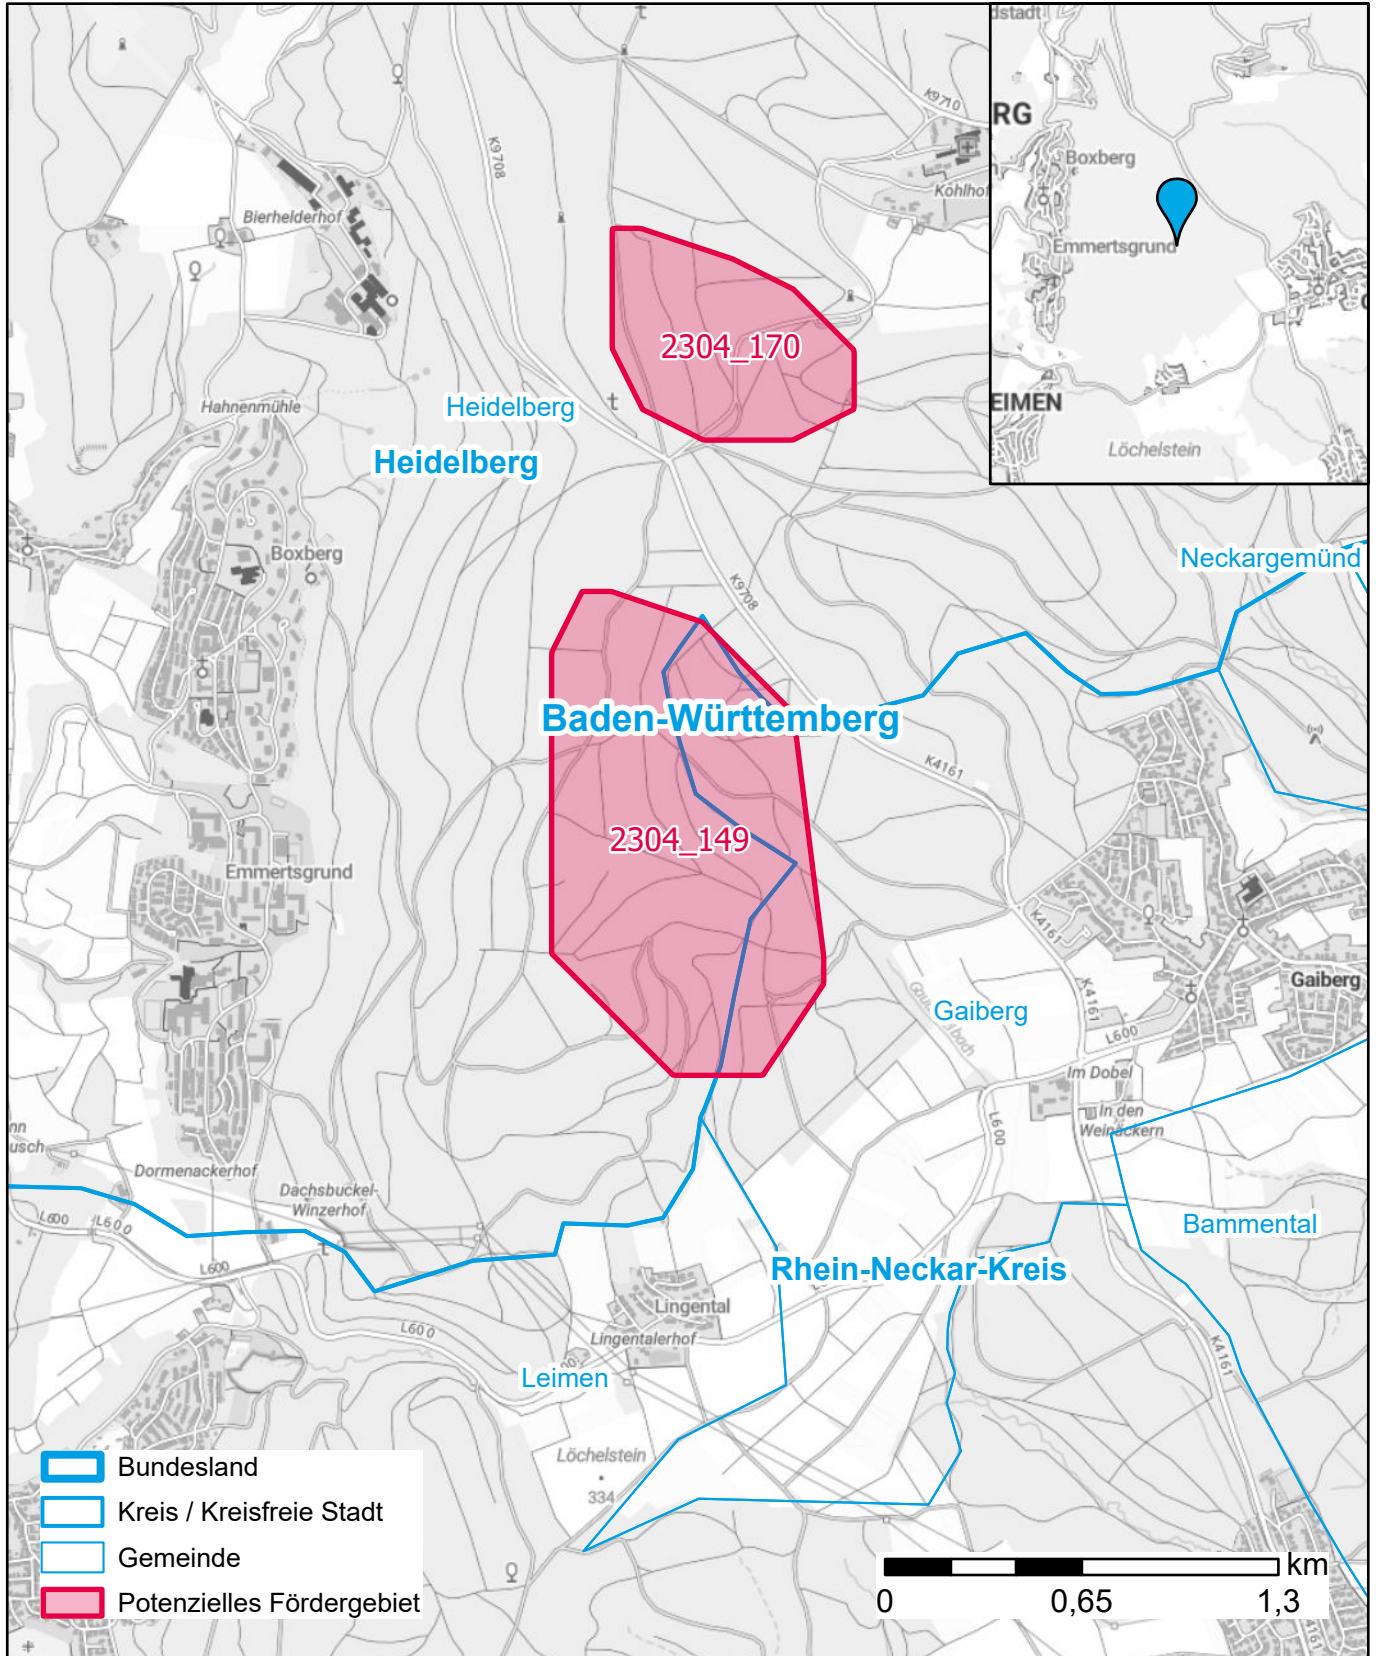 K9710
K9708
Kohlhof
Bierhelderhof
2304_170
Hahnenmühle
Heidelberg
Heidelberg
Boxberg
Neckargemünd
K9708
Baden-Württemberg
K4161
2304_149
Emmertsgrund
K4161
Gaiberg
K4161
Gaiberg
L600
Im Dobel
In den
Weinäckern
L600
nn
usch
Dormenackerhof
Dachsbuckel-
Winzerhof
L600
L600
L600
Bammental
Rhein-Neckar-Kreis
Lingental
Lingentalerhof
L600
K4161
Leimen
Löchelstein
334
K4161
dstadt
RG
Boxberg
Emmertsgrund
G
EIMEN
Löchelstein
Bundesland
Kreis / Kreisfreie Stadt
Gemeinde
Potenzielles Fördergebiet
km
0 0,65 1,3